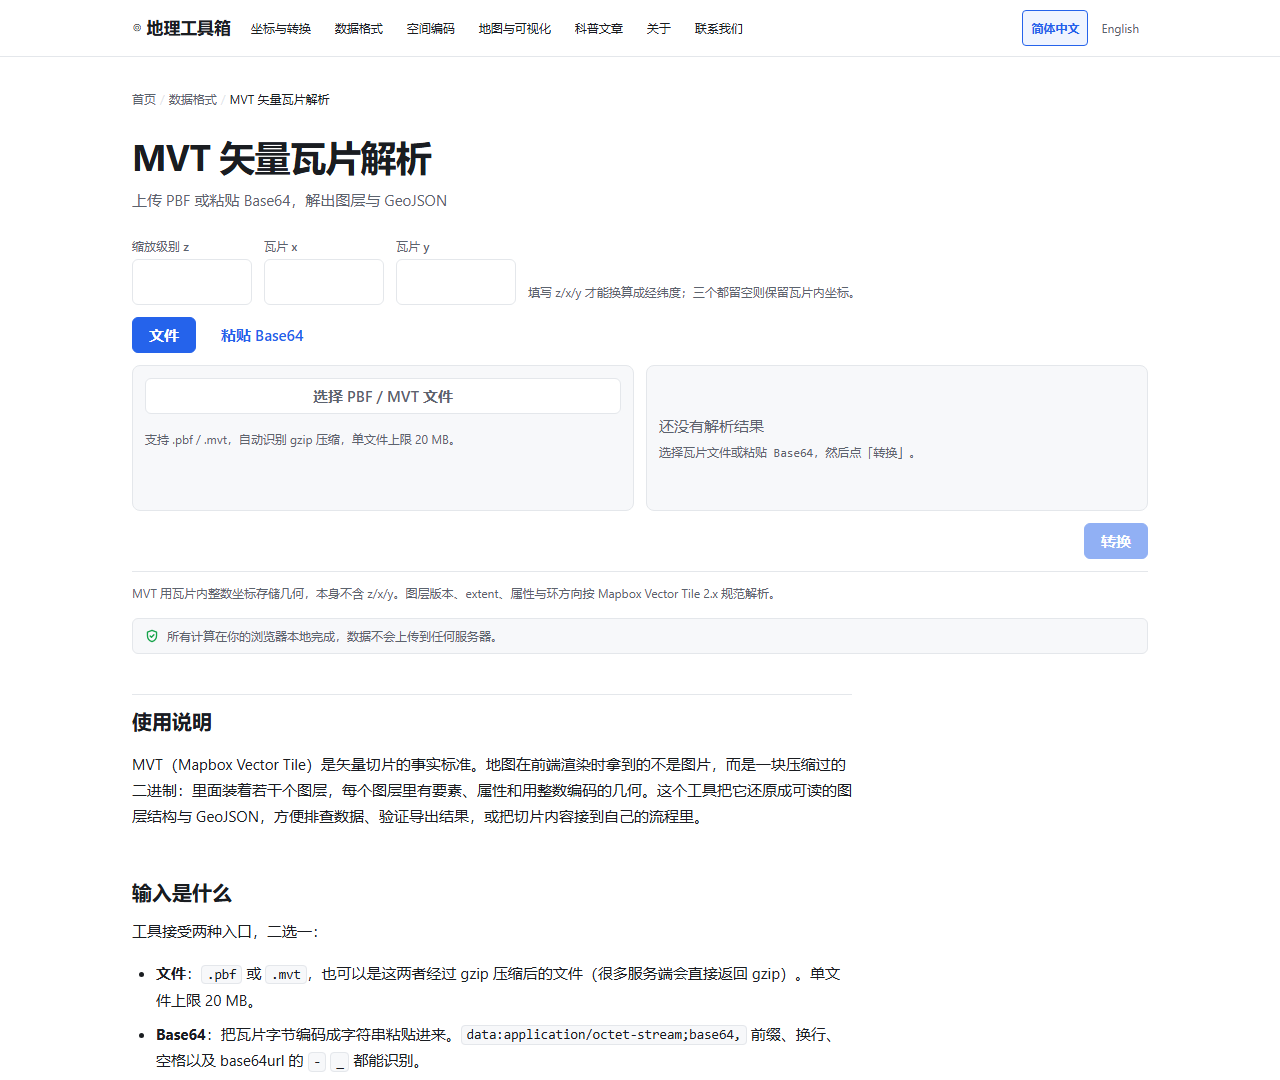 地理工具箱 坐标与转换 数据格式 空间编码 地图与可视化 科普文章 关于 联系我们 简体中文 English
首页 / 数据格式 / MVT 矢量瓦片解析
MVT 矢量瓦片解析
上传 PBF 或粘贴 Base64，解出图层与 GeoJSON
缩放级别 z 瓦片 x 瓦片 y
填写 z/x/y 才能换算成经纬度；三个都留空则保留瓦片内坐标。
文件 粘贴 Base64
选择 PBF / MVT 文件
支持 .pbf / .mvt，自动识别 gzip 压缩，单文件上限 20 MB。
还没有解析结果
选择瓦片文件或粘贴 Base64，然后点「转换」。
转换
MVT 用瓦片内整数坐标存储几何，本身不含 z/x/y。图层版本、extent、属性与环方向按 Mapbox Vector Tile 2.x 规范解析。
所有计算在你的浏览器本地完成，数据不会上传到任何服务器。
使用说明
MVT（Mapbox Vector Tile）是矢量切片的事实标准。地图在前端渲染时拿到的不是图片，而是一块压缩过的
二进制：里面装着若干个图层，每个图层里有要素、属性和用整数编码的几何。这个工具把它还原成可读的图
层结构与 GeoJSON，方便排查数据、验证导出结果，或把切片内容接到自己的流程里。
输入是什么
工具接受两种入口，二选一：
• 文件：.pbf 或 .mvt，也可以是这两者经过 gzip 压缩后的文件（很多服务端会直接返回 gzip）。单文
件上限 20 MB。
• Base64：把瓦片字节编码成字符串粘贴进来。data:application/octet-stream;base64, 前缀、换行、
空格以及 base64url 的 - _ 都能识别。